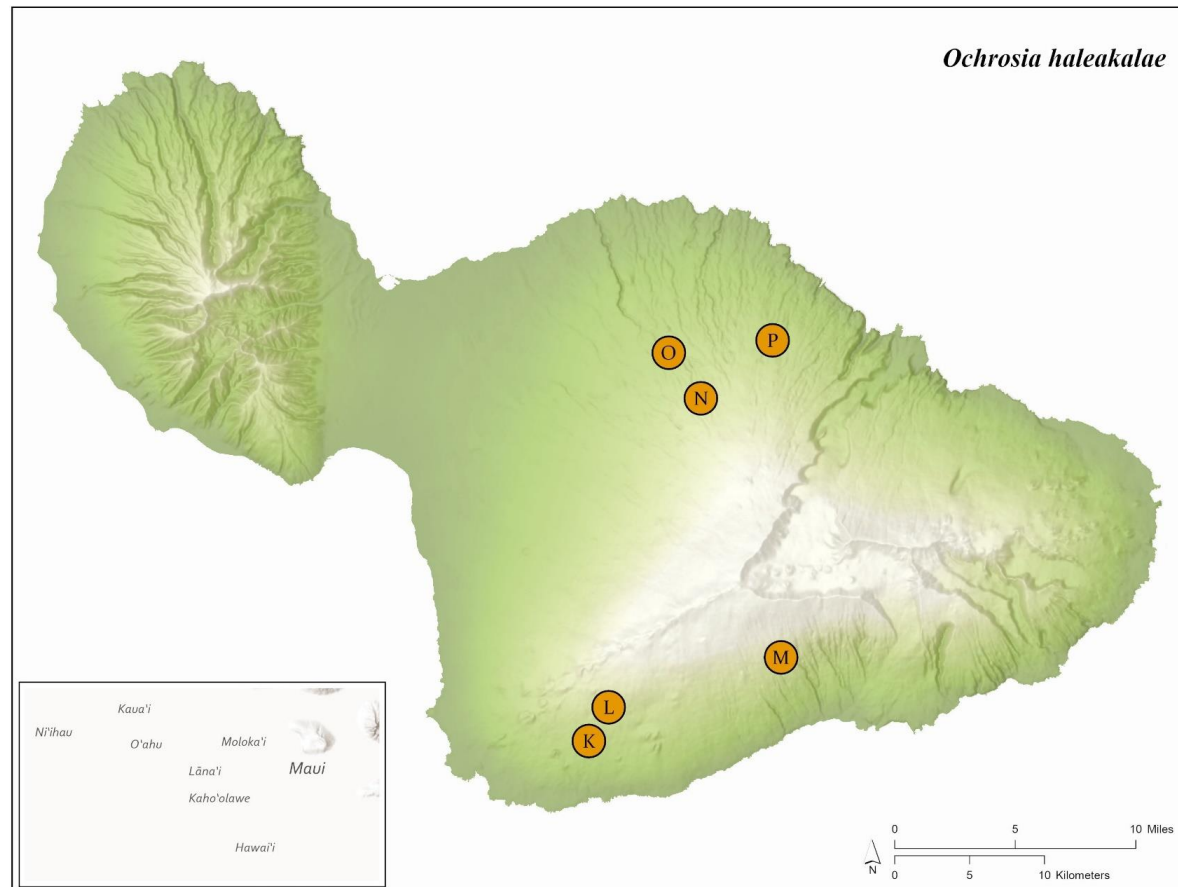 Ochrosia haleakalae
O
P
N
M
L
K
Kaua'i
Ni'ihau
O'ahu
Moloka'i
Maui
Lāna'i
Kaho'olawe
Hawai'i
0 5 10 Miles
N
0 5 10 Kilometers